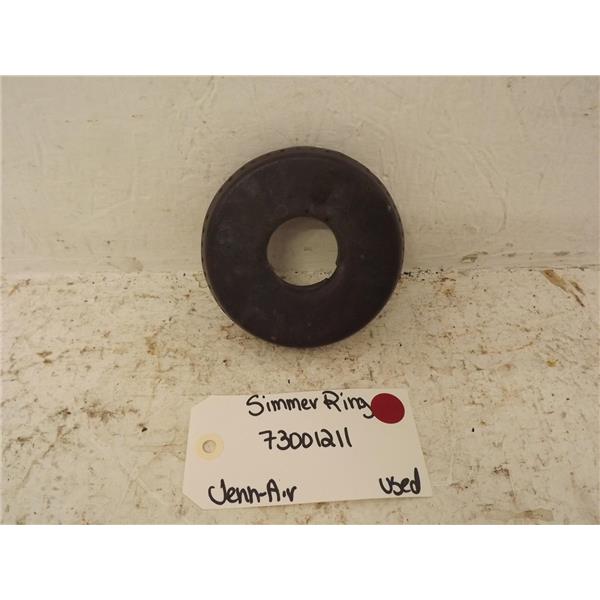 Simmer Ring
73001211
Jenn-Air
Used